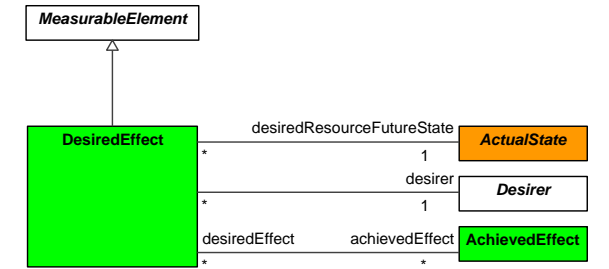 MeasurableElement
DesiredEffect
desiredResourceFutureState
*
1
ActualState
desirer
*
1
Desirer
desiredEffect
achievedEffect
*
*
AchievedEffect